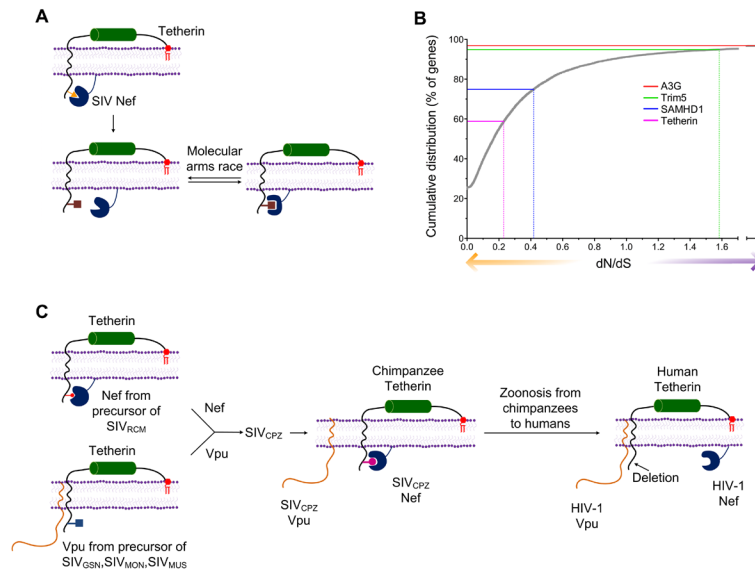 A
Tetherin
SIV Nef
Molecular
arms race
B
Cumulative distribution (% of genes)
100
80
60
40
20
0.0
0.0
0.2
0.4
0.6
0.8
1.0
1.2
1.4
1.6
dN/dS
A3G
Trim5
SAMHD1
Tetherin
C
Tetherin
Nef from
precursor of
SIVRCM
Tetherin
Vpu from precursor of
SIVGSN,SIVMON,SIVMUS
Nef
Vpu
SIVCPZ
Chimpanzee
Tetherin
SIVCPZ
Vpu
SIVCPZ
Nef
Zoonosis from
chimpanzees
to humans
Human
Tetherin
Deletion
HIV-1
Vpu
HIV-1
Nef